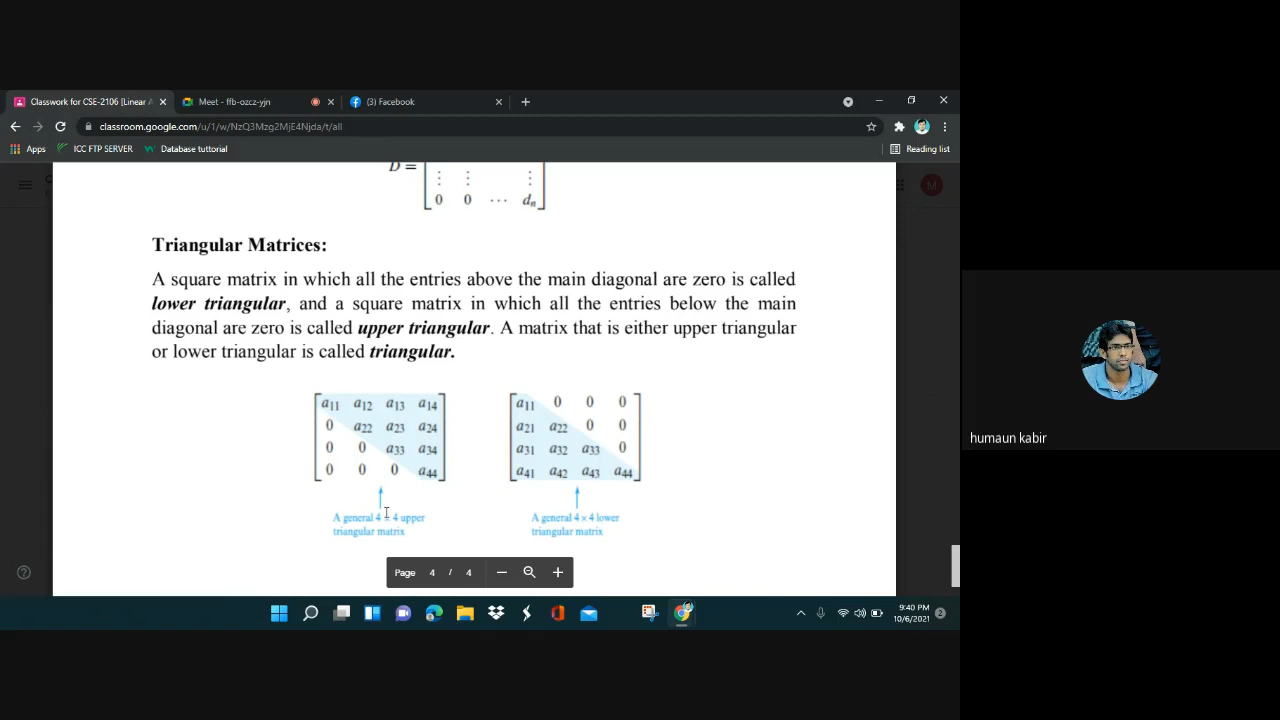 Classwork for CSE-2106 [Linear A
Meet - ffb-ozcz-yjn
(3) Facebook
classroom.google.com/u/1/w/NzQ3Mzg2MjE4Njda/t/all
Apps
ICC FTP SERVER
Database tuttorial
Reading list
M
D =
⋮ ⋮ ⋮
0 0 ⋯ dₙ
Triangular Matrices:
A square matrix in which all the entries above the main diagonal are zero is called
lower triangular, and a square matrix in which all the entries below the main
diagonal are zero is called upper triangular. A matrix that is either upper triangular
or lower triangular is called triangular.
a₁₁ a₁₂ a₁₃ a₁₄
0 a₂₂ a₂₃ a₂₄
0 0 a₃₃ a₃₄
0 0 0 a₄₄
A general 4 × 4 upper
triangular matrix
a₁₁ 0 0 0
a₂₁ a₂₂ 0 0
a₃₁ a₃₂ a₃₃ 0
a₄₁ a₄₂ a₄₃ a₄₄
A general 4 × 4 lower
triangular matrix
Page 4 / 4
9:40 PM
10/6/2021
2
humaun kabir